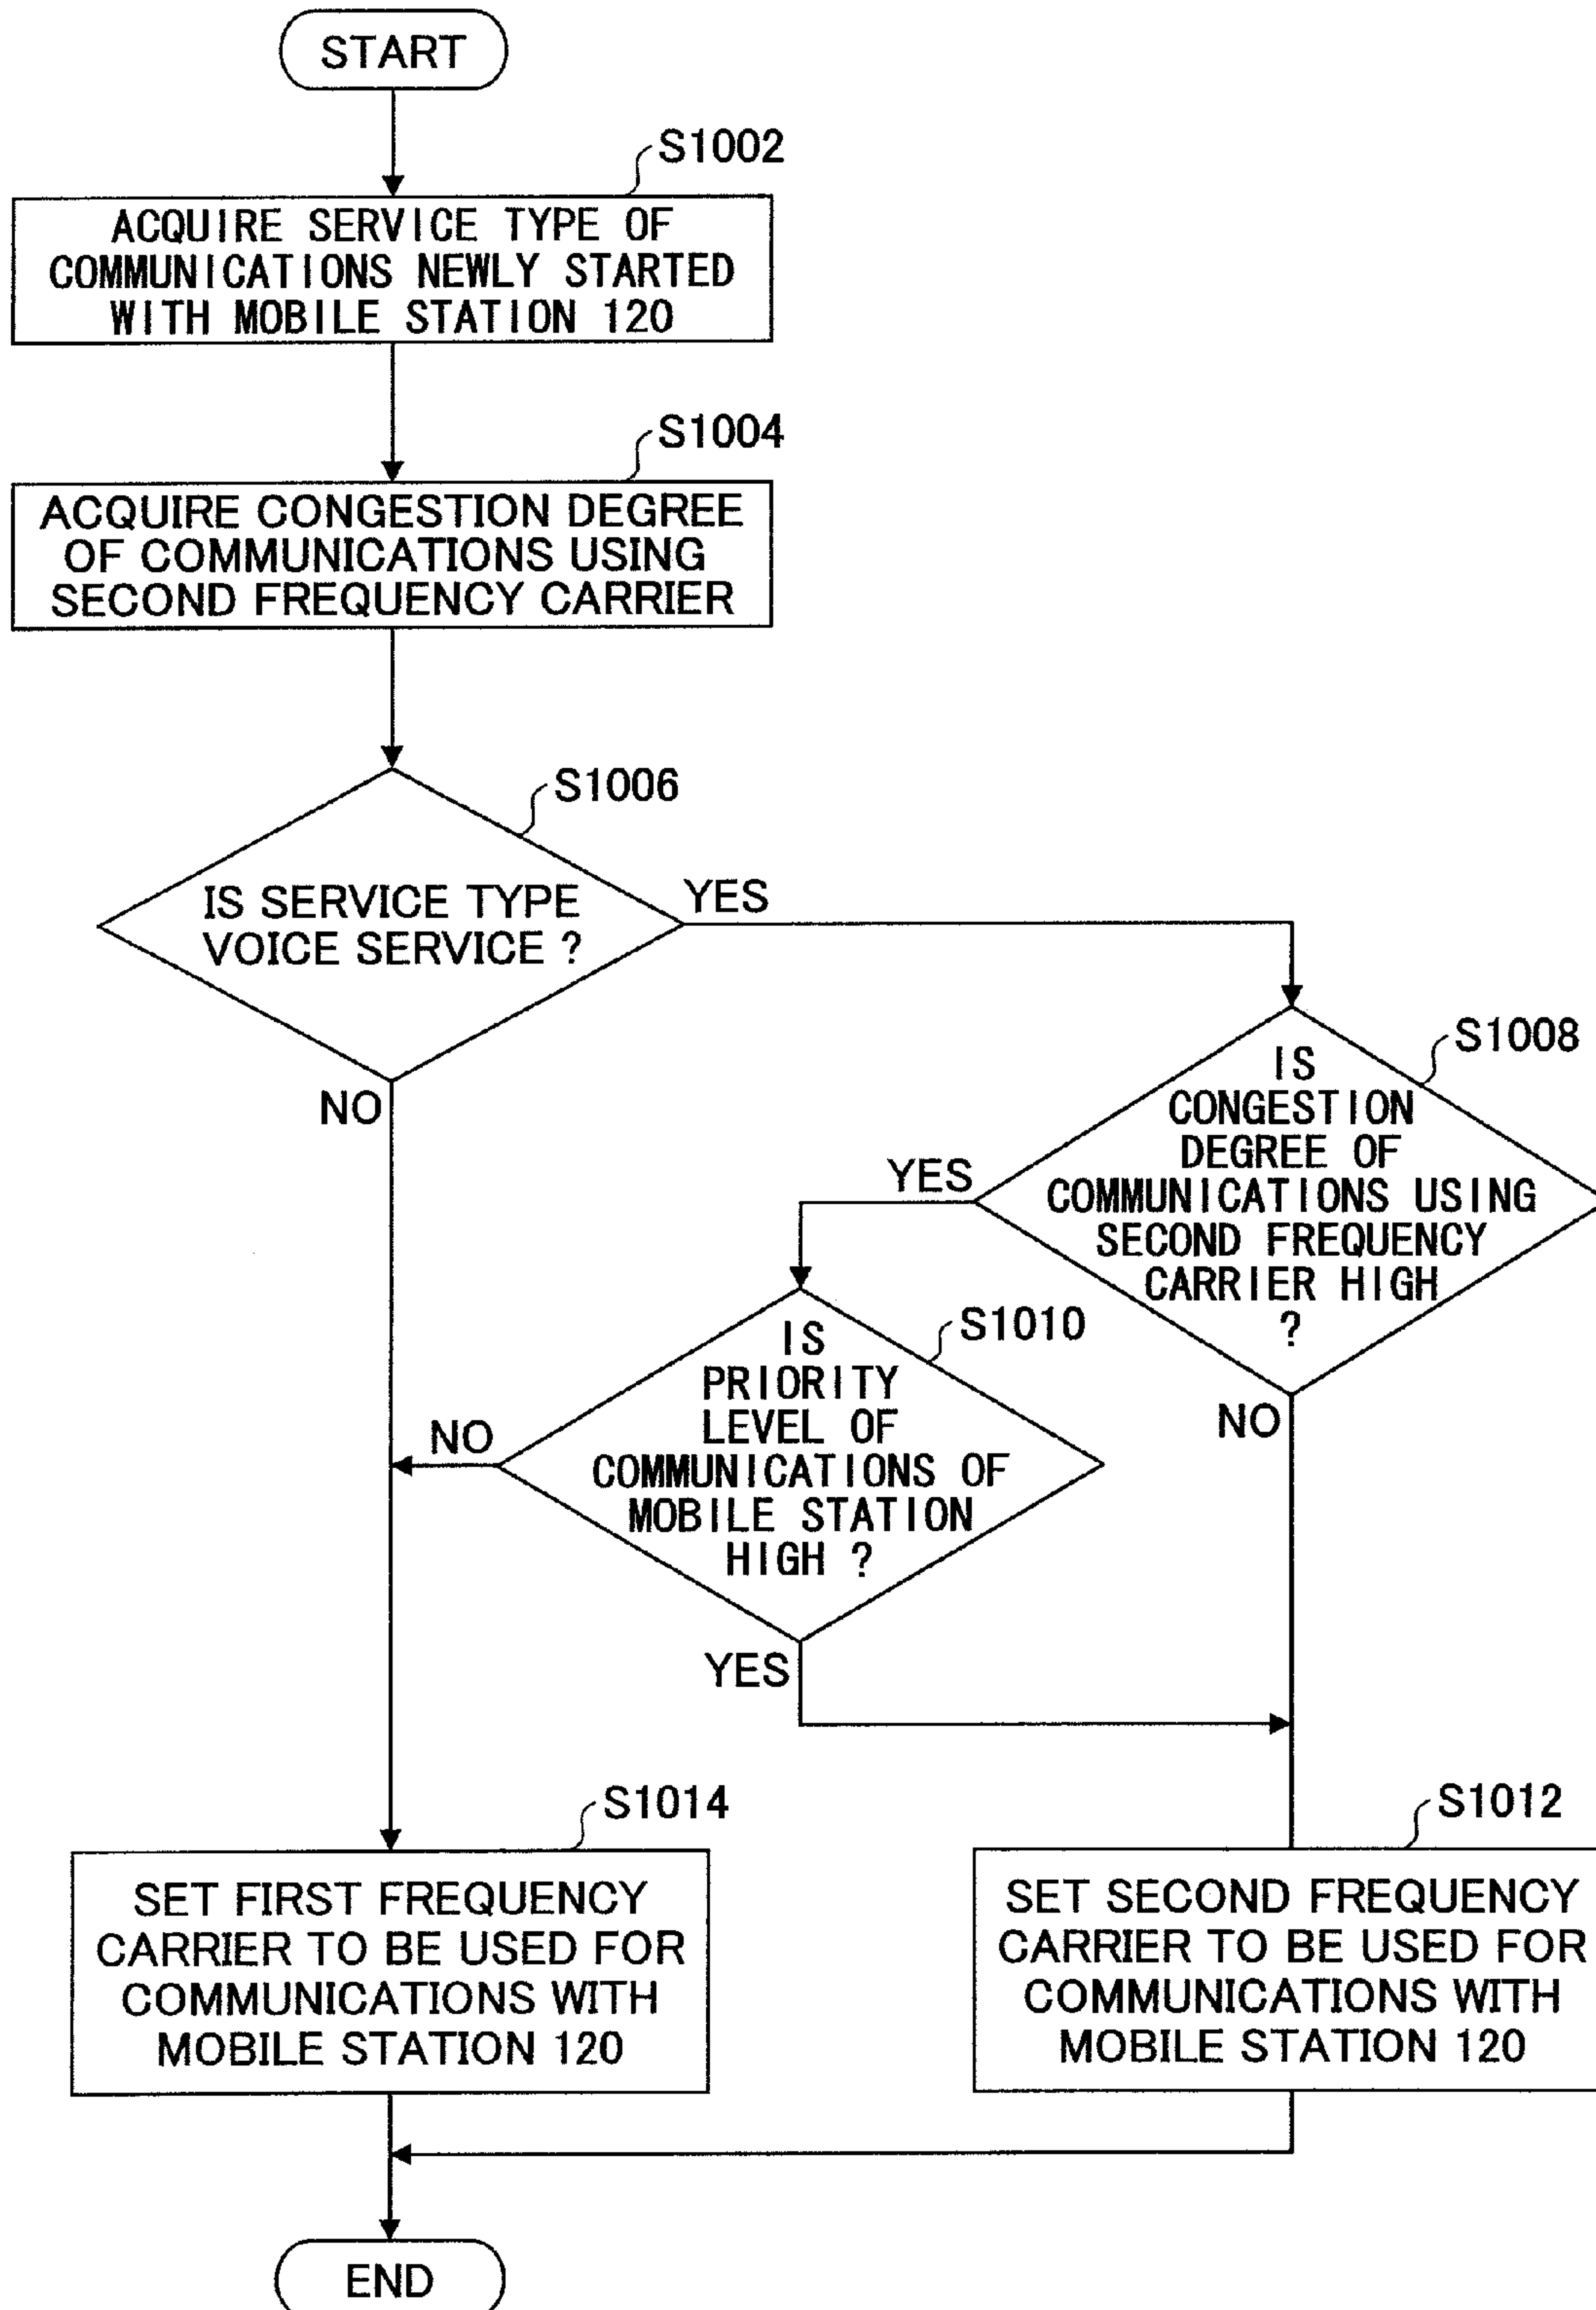 START
S1002
ACQUIRE SERVICE TYPE OF
COMMUNICATIONS NEWLY STARTED
WITH MOBILE STATION 120
S1004
ACQUIRE CONGESTION DEGREE
OF COMMUNICATIONS USING
SECOND FREQUENCY CARRIER
S1006
IS SERVICE TYPE
VOICE SERVICE ?
YES
NO
S1008
IS
CONGESTION
DEGREE OF
COMMUNICATIONS USING
SECOND FREQUENCY
CARRIER HIGH
?
YES
NO
S1010
IS
PRIORITY
LEVEL OF
COMMUNICATIONS OF
MOBILE STATION
HIGH ?
NO
YES
S1014
SET FIRST FREQUENCY
CARRIER TO BE USED FOR
COMMUNICATIONS WITH
MOBILE STATION 120
S1012
SET SECOND FREQUENCY
CARRIER TO BE USED FOR
COMMUNICATIONS WITH
MOBILE STATION 120
END